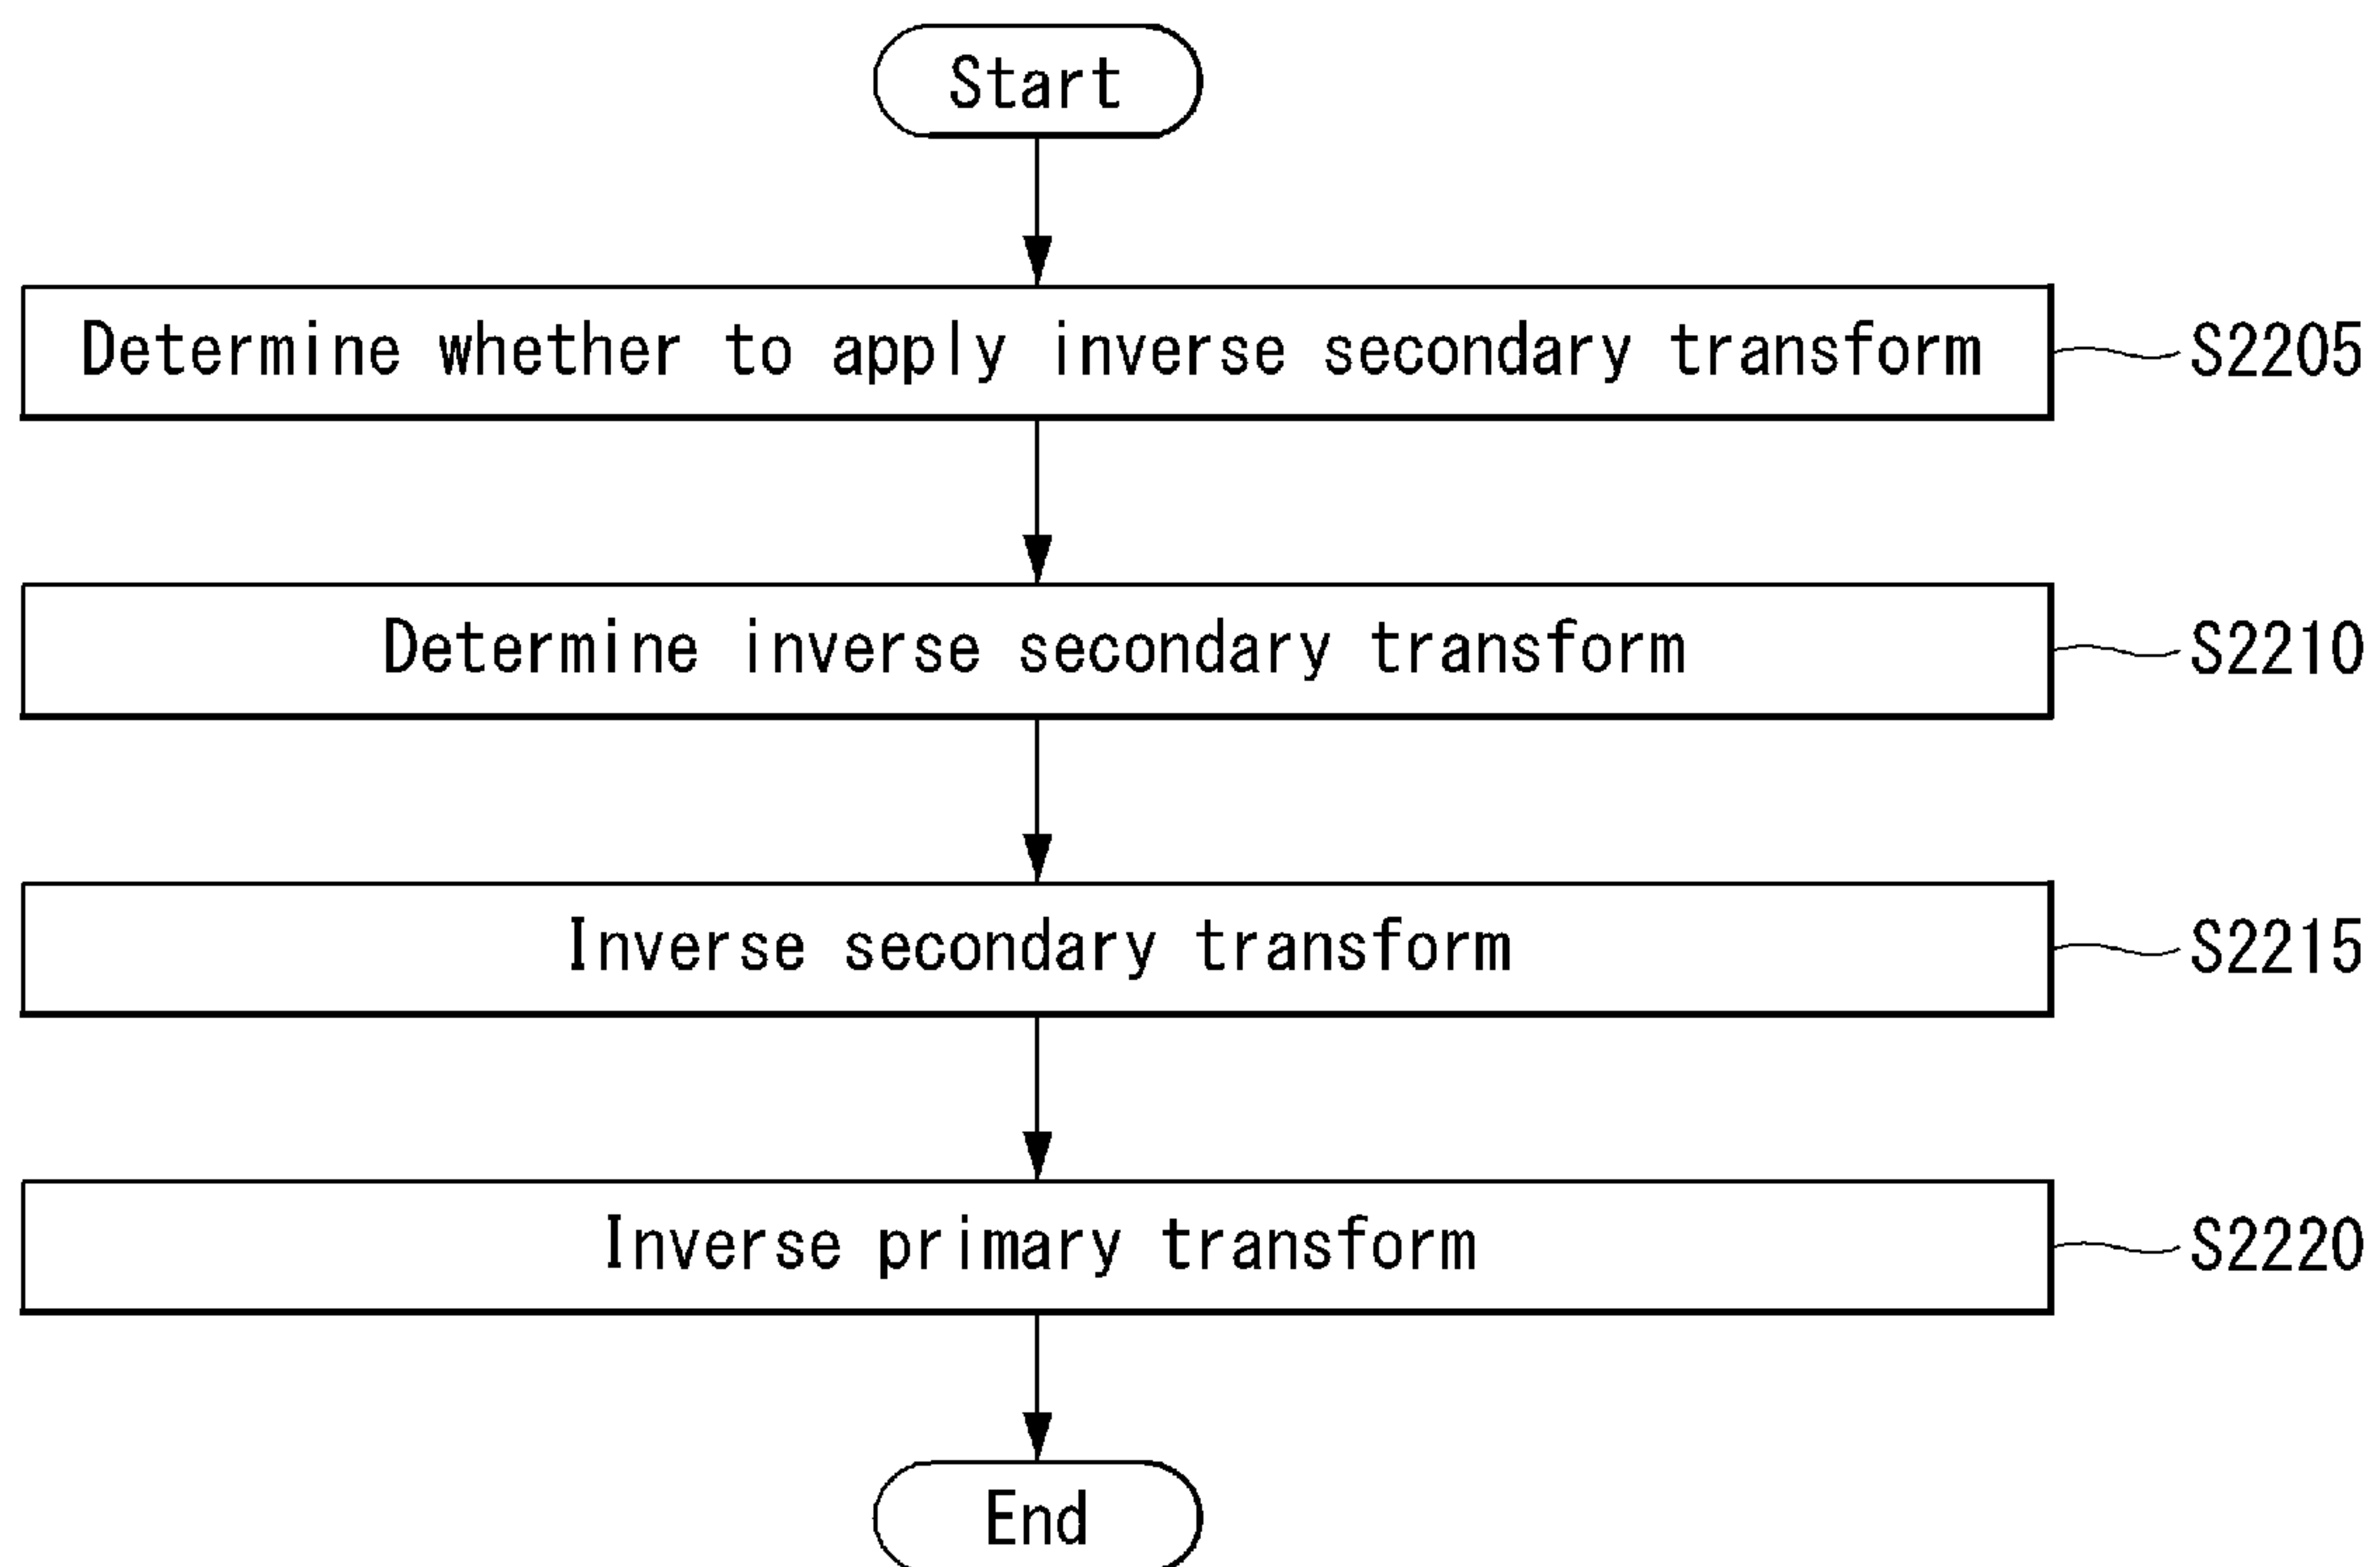 Start
Determine whether to apply inverse secondary transform
S2205
Determine inverse secondary transform
S2210
Inverse secondary transform
S2215
Inverse primary transform
S2220
End